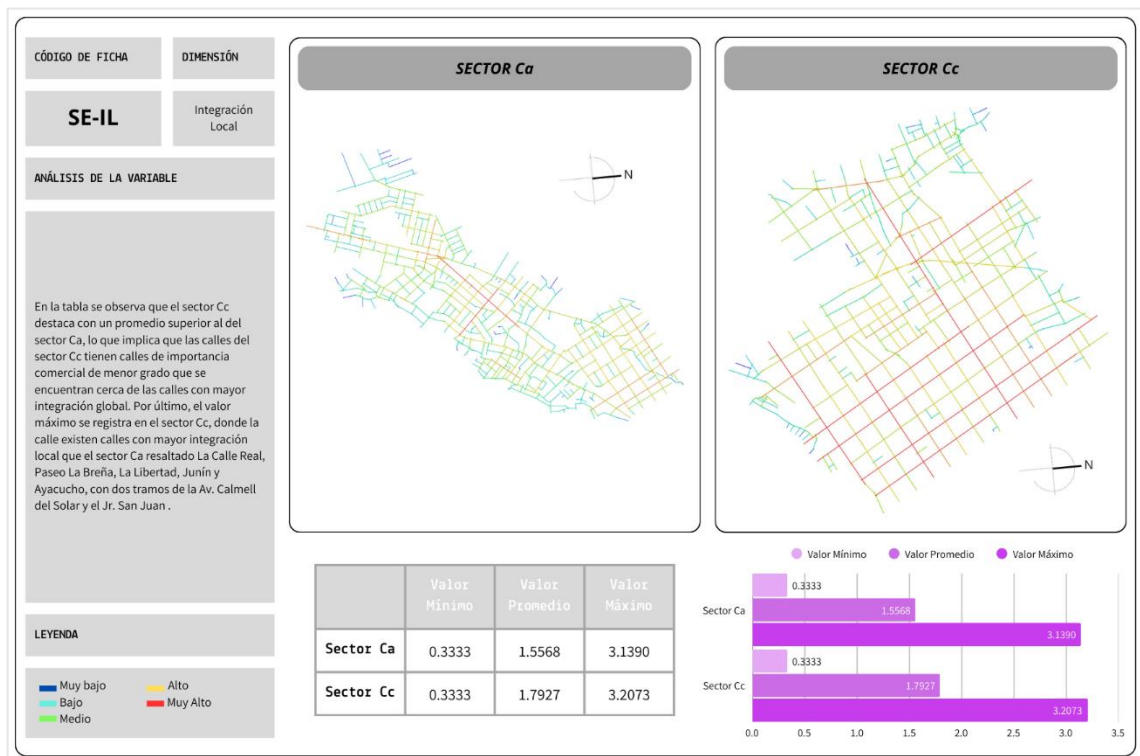 CÓDIGO DE FICHA
DIMENSIÓN
SE-IL
Integración
Local
ANÁLISIS DE LA VARIABLE
En la tabla se observa que el sector Cc
destaca con un promedio superior al del
sector Ca, lo que implica que las calles del
sector Cc tienen calles de importancia
comercial de menor grado que se
encuentran cerca de las calles con mayor
integración global. Por último, el valor
máximo se registra en el sector Cc, donde la
calle existen calles con mayor integración
local que el sector Ca resaltado La Calle Real,
Paseo La Breña, La Libertad, Junín y
Ayacucho, con dos tramos de la Av. Calmell
del Solar y el Jr. San Juan .
LEYENDA
Muy bajo
Alto
Bajo
Muy Alto
Medio
SECTOR Ca
N
SECTOR Cc
N
Valor Mínimo
Valor Promedio
Valor Máximo
Sector Ca 0.3333 1.5568 3.1390
Sector Cc 0.3333 1.7927 3.2073
Valor Mínimo Valor Promedio Valor Máximo
Sector Ca
0.3333
1.5568
3.1390
Sector Cc
0.3333
1.7927
3.2073
0.0 0.5 1.0 1.5 2.0 2.5 3.0 3.5